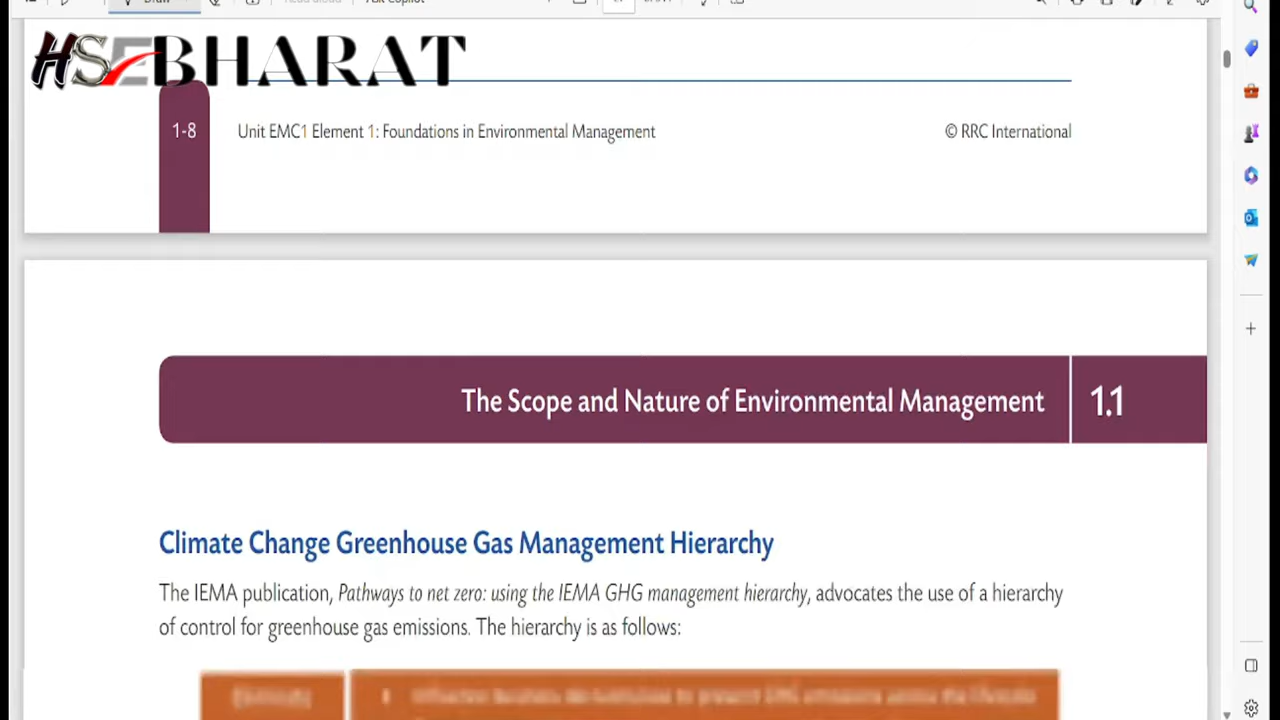 HSEBHARAT
1-8
Unit EMC1 Element 1: Foundations in Environmental Management
© RRC International
The Scope and Nature of Environmental Management
1.1
Climate Change Greenhouse Gas Management Hierarchy
The IEMA publication, Pathways to net zero: using the IEMA GHG management hierarchy, advocates the use of a hierarchy
of control for greenhouse gas emissions. The hierarchy is as follows: